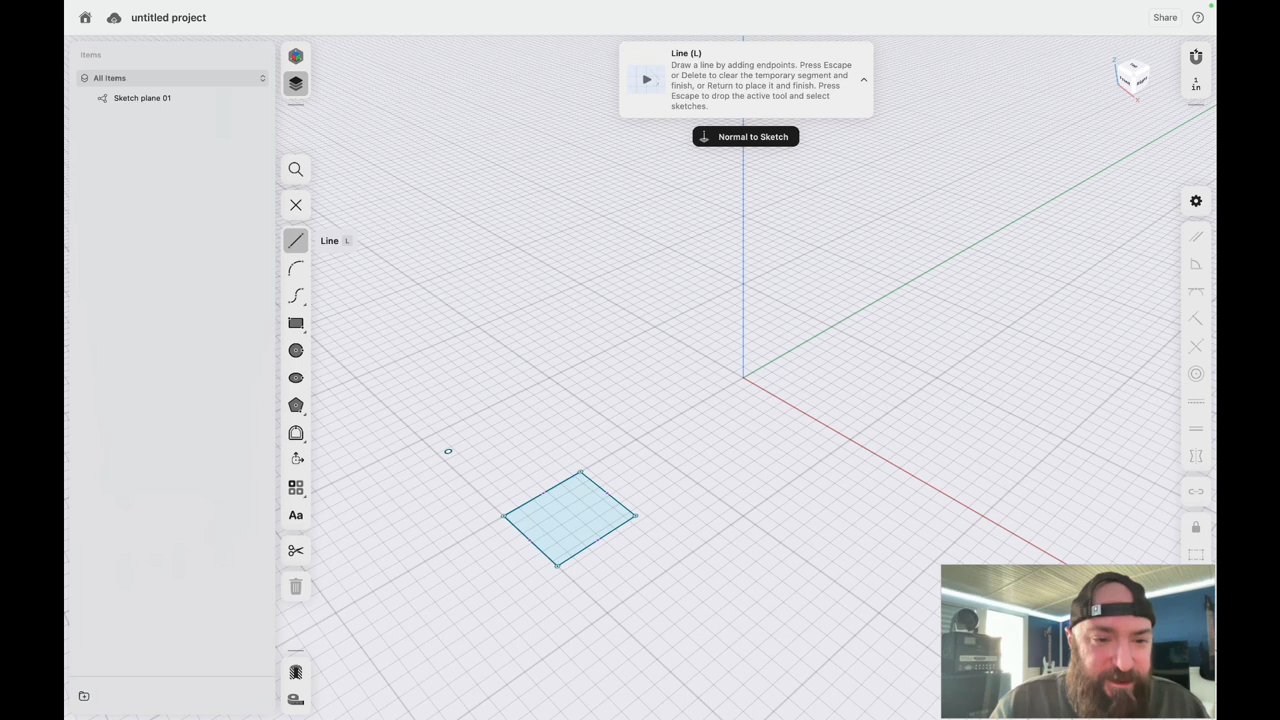 untitled project
Share
Items
All Items
Sketch plane 01
Line (L)
Draw a line by adding endpoints. Press Escape
or Delete to clear the temporary segment and
finish, or Return to place it and finish. Press
Escape to drop the active tool and select
sketches.
Normal to Sketch
1
in
Z
X
Line L
Aa